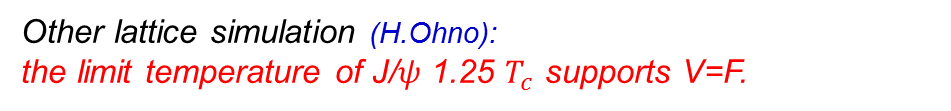 Other lattice simulation (H.Ohno):
the limit temperature of J/ψ 1.25 𝑇𝑐 supports V=F.